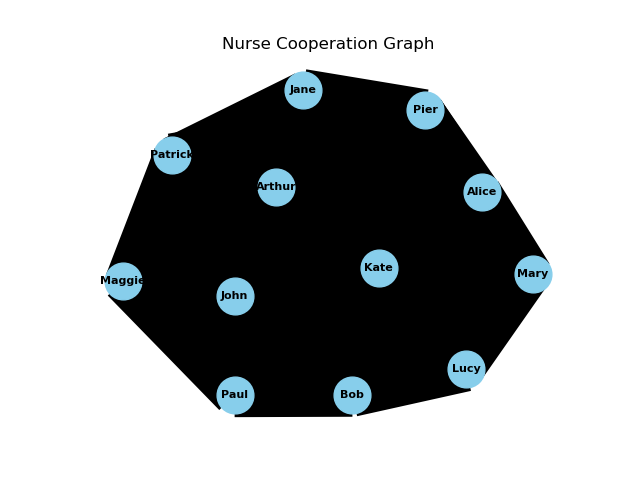 Nurse Cooperation Graph
Jane
Pier
Patrick
Arthur
Alice
Kate
Mary
Maggie
John
Lucy
Paul
Bob